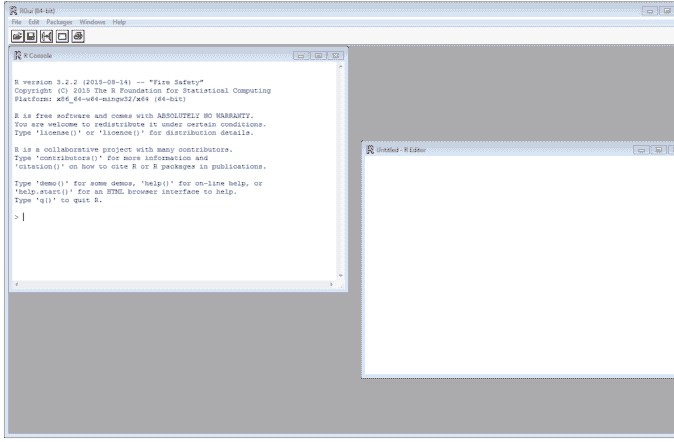 RGui (64-bit)
File Edit Packages Windows Help
R Console
R version 3.2.2 (2015-08-14) -- "Fire Safety"
Copyright (C) 2015 The R Foundation for Statistical Computing
Platform: x86_64-w64-mingw32/x64 (64-bit)
R is free software and comes with ABSOLUTELY NO WARRANTY.
You are welcome to redistribute it under certain conditions.
Type 'license()' or 'licence()' for distribution details.
R is a collaborative project with many contributors.
Type 'contributors()' for more information and
'citation()' on how to cite R or R packages in publications.
Type 'demo()' for some demos, 'help()' for on-line help, or
'help.start()' for an HTML browser interface to help.
Type 'q()' to quit R.
>
Untitled - R Editor